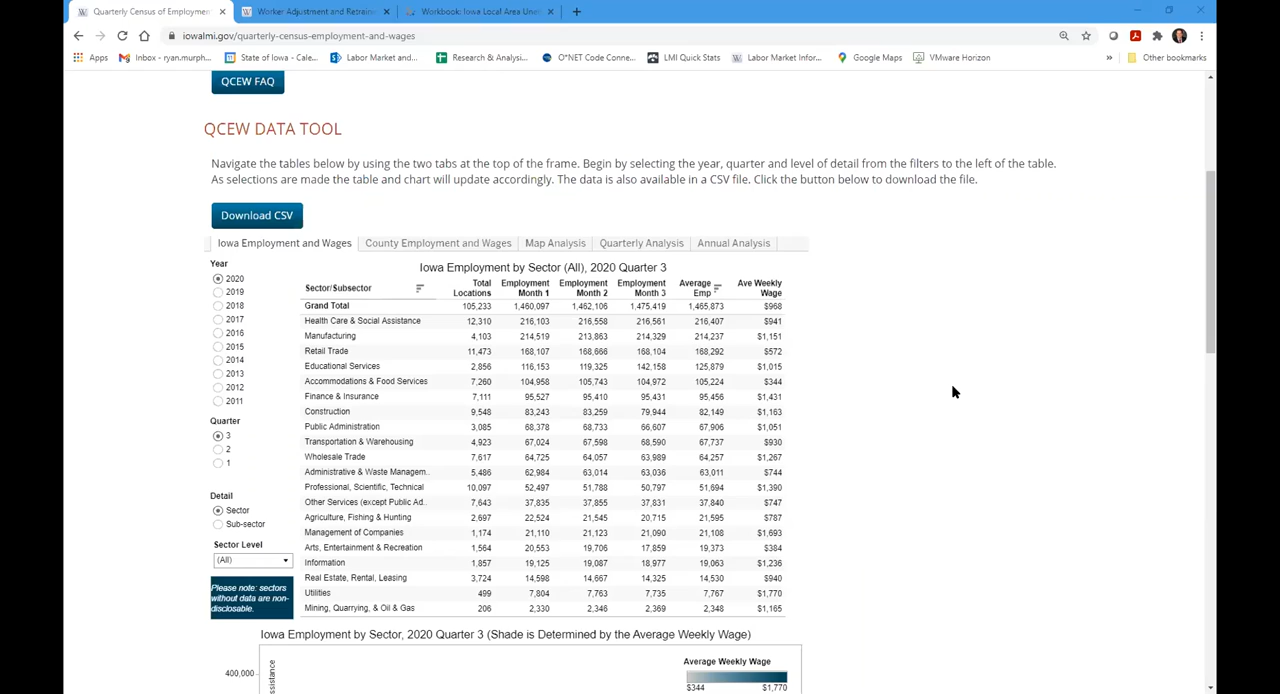 Quarterly Census of Employmen
Worker Adjustment and Retrainin
Workbook: Iowa Local Area Une
iowalmi.gov/quarterly-census-employment-and-wages
Apps
Inbox - ryan.murph...
State of Iowa - Cale...
Labor Market and...
Research & Analysi...
O*NET Code Conne...
LMI Quick Stats
Labor Market Infor...
Google Maps
VMware Horizon
»
Other bookmarks
QCEW FAQ
QCEW DATA TOOL
Navigate the tables below by using the two tabs at the top of the frame. Begin by selecting the year, quarter and level of detail from the filters to the left of the table.
As selections are made the table and chart will update accordingly. The data is also available in a CSV file. Click the button below to download the file.
Download CSV
Iowa Employment and Wages County Employment and Wages Map Analysis Quarterly Analysis Annual Analysis
Year
2020
2019
2018
2017
2016
2015
2014
2013
2012
2011
Quarter
3
2
1
Detail
Sector
Sub-sector
Sector Level
(All)
Please note: sectors
without data are non-
disclosable.
Iowa Employment by Sector (All), 2020 Quarter 3
Sector/Subsector Total Locations Employment Month 1 Employment Month 2 Employment Month 3 Average Emp Ave Weekly Wage
Grand Total 105,233 1,460,097 1,462,106 1,475,419 1,465,873 $968
Health Care & Social Assistance 12,310 216,103 216,558 216,561 216,407 $941
Manufacturing 4,103 214,519 213,863 214,329 214,237 $1,151
Retail Trade 11,473 168,107 168,666 168,104 168,292 $572
Educational Services 2,856 116,153 119,325 142,158 125,879 $1,015
Accommodations & Food Services 7,260 104,958 105,743 104,972 105,224 $344
Finance & Insurance 7,111 95,527 95,410 95,431 95,456 $1,431
Construction 9,548 83,243 83,259 79,944 82,149 $1,163
Public Administration 3,085 68,378 68,733 66,607 67,906 $1,051
Transportation & Warehousing 4,923 67,024 67,598 68,590 67,737 $930
Wholesale Trade 7,617 64,725 64,057 63,989 64,257 $1,267
Administrative & Waste Managem.. 5,486 62,984 63,014 63,036 63,011 $744
Professional, Scientific, Technical 10,097 52,497 51,788 50,797 51,694 $1,390
Other Services (except Public Ad.. 7,643 37,835 37,855 37,831 37,840 $747
Agriculture, Fishing & Hunting 2,697 22,524 21,545 20,715 21,595 $787
Management of Companies 1,174 21,110 21,123 21,090 21,108 $1,693
Arts, Entertainment & Recreation 1,564 20,553 19,706 17,859 19,373 $384
Information 1,857 19,125 19,087 18,977 19,063 $1,236
Real Estate, Rental, Leasing 3,724 14,598 14,667 14,325 14,530 $940
Utilities 499 7,804 7,763 7,735 7,767 $1,770
Mining, Quarrying, & Oil & Gas 206 2,330 2,346 2,369 2,348 $1,165
Iowa Employment by Sector, 2020 Quarter 3 (Shade is Determined by the Average Weekly Wage)
400,000
ssistance
Average Weekly Wage
$344 $1,770